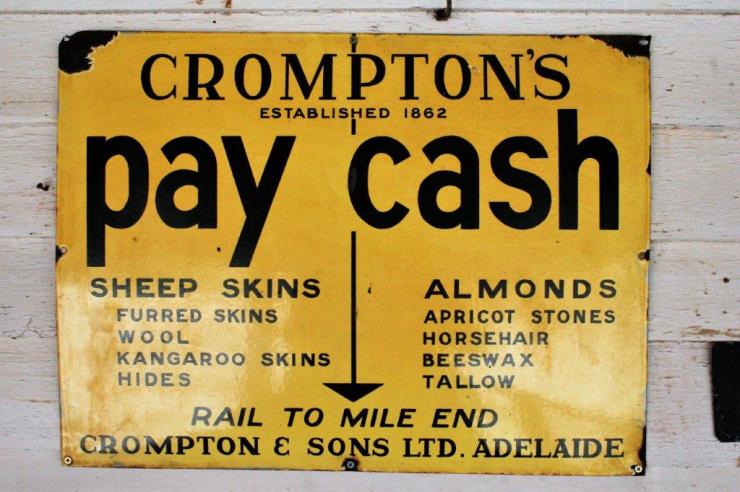 CROMPTON'S
ESTABLISHED 1862
pay cash
SHEEP SKINS
FURRED SKINS
WOOL
KANGAROO SKINS
HIDES
ALMONDS
APRICOT STONES
HORSEHAIR
BEESWAX
TALLOW
RAIL TO MILE END
CROMPTON & SONS LTD. ADELAIDE